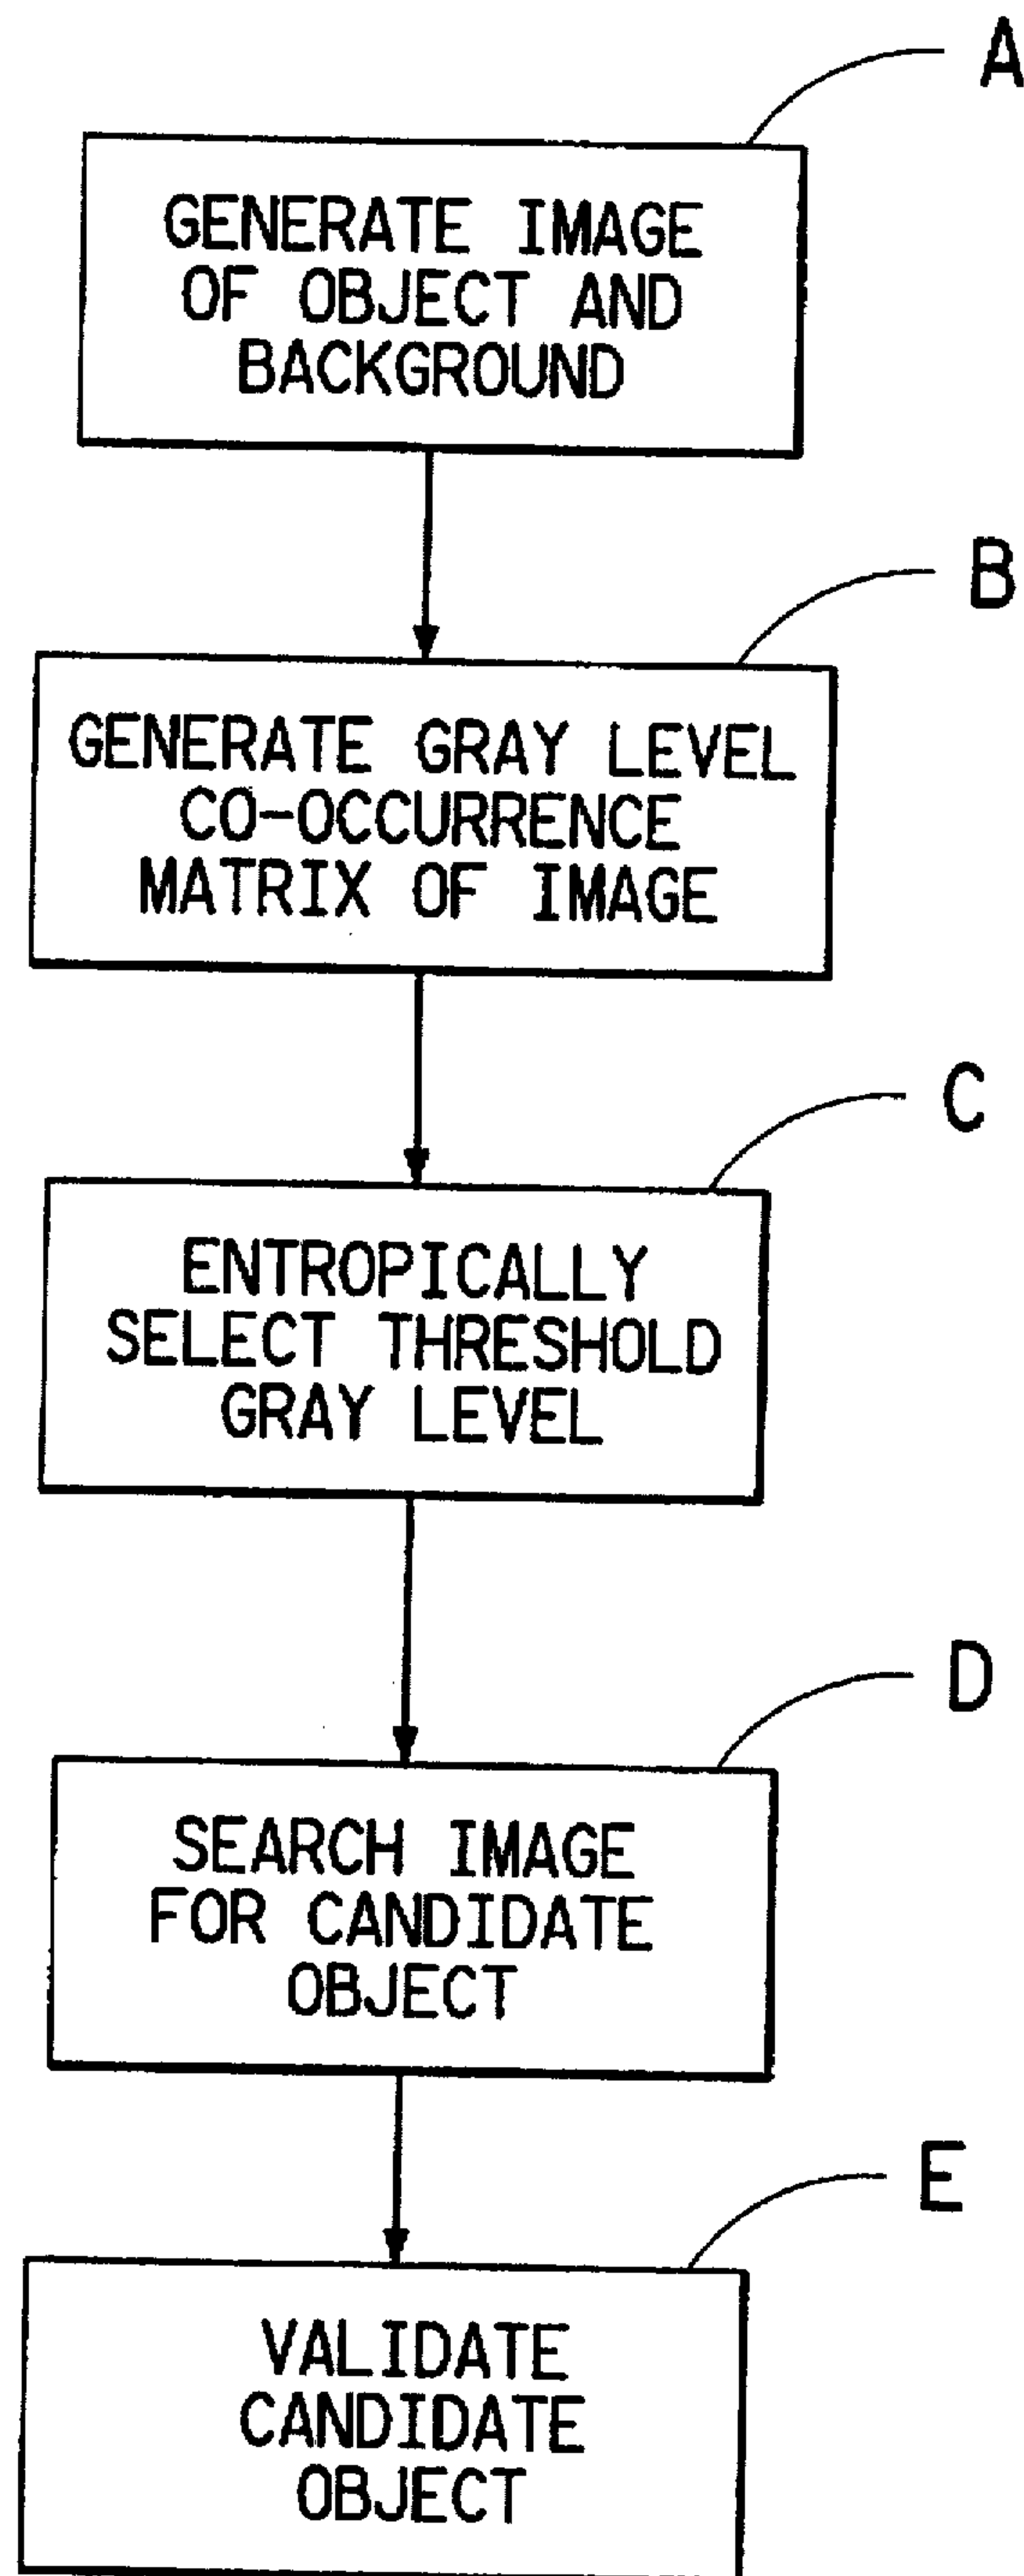 A
GENERATE IMAGE
OF OBJECT AND
BACKGROUND
B
GENERATE GRAY LEVEL
CO-OCCURRENCE
MATRIX OF IMAGE
C
ENTROPICALLY
SELECT THRESHOLD
GRAY LEVEL
D
SEARCH IMAGE
FOR CANDIDATE
OBJECT
E
VALIDATE
CANDIDATE
OBJECT